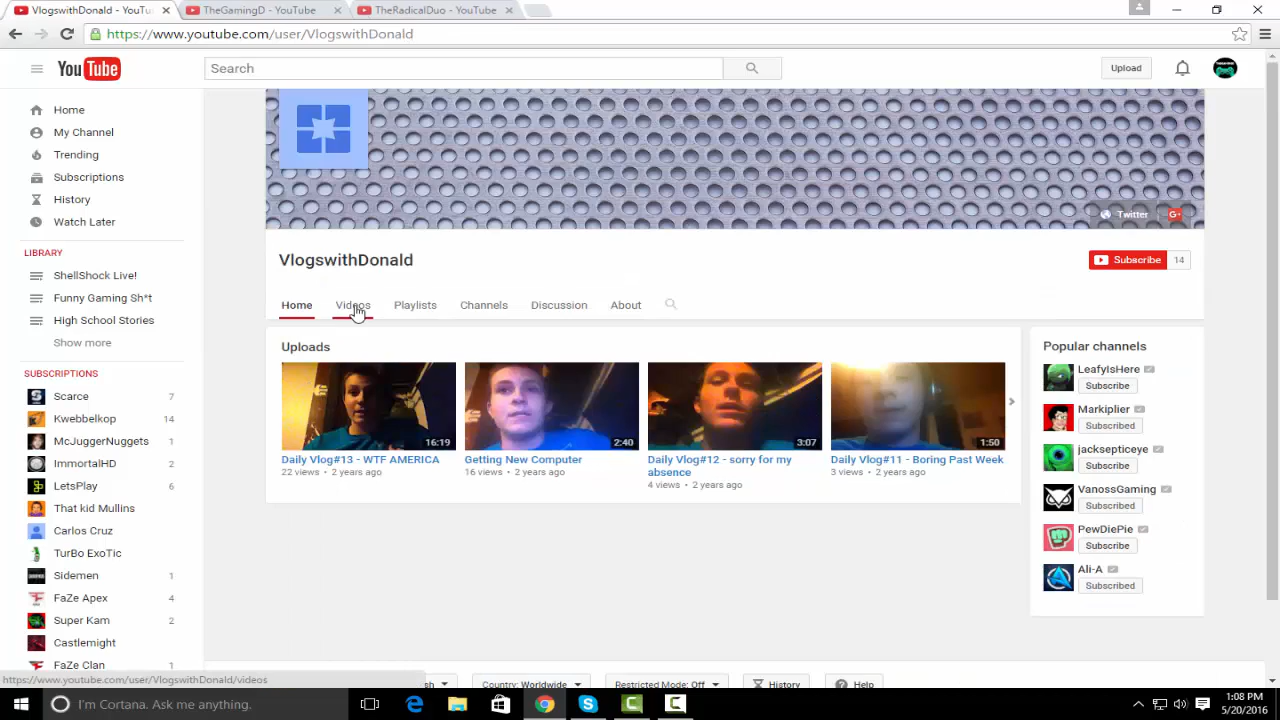 VlogswithDonald - YouTu
TheGamingD - YouTube
TheRadicalDuo - YouTube
https://www.youtube.com/user/VlogswithDonald
YouTube
Search
Upload
Home
My Channel
Trending
Subscriptions
History
Watch Later
LIBRARY
ShellShock Live!
Funny Gaming Sh*t
High School Stories
Show more
SUBSCRIPTIONS
Scarce 7
Kwebbelkop 14
McJuggerNuggets 1
ImmortalHD 2
LetsPlay 6
That kid Mullins
Carlos Cruz
TurBo ExoTic
Sidemen 1
FaZe Apex 4
Super Kam 2
Castlemight
FaZe Clan 1
Twitter G+
VlogswithDonald
Subscribe 14
Home Videos Playlists Channels Discussion About
Uploads
16:19
Daily Vlog#13 - WTF AMERICA
22 views • 2 years ago
2:40
Getting New Computer
16 views • 2 years ago
3:07
Daily Vlog#12 - sorry for my
absence
4 views • 2 years ago
1:50
Daily Vlog#11 - Boring Past Week
3 views • 2 years ago
Popular channels
LeafyIsHere
Subscribe
Markiplier
Subscribed
jacksepticeye
Subscribe
VanossGaming
Subscribed
PewDiePie
Subscribe
Ali-A
Subscribed
https://www.youtube.com/user/VlogswithDonald/videos
sh
Country: Worldwide
Restricted Mode: Off
History
Help
I'm Cortana. Ask me anything.
1:08 PM
5/20/2016